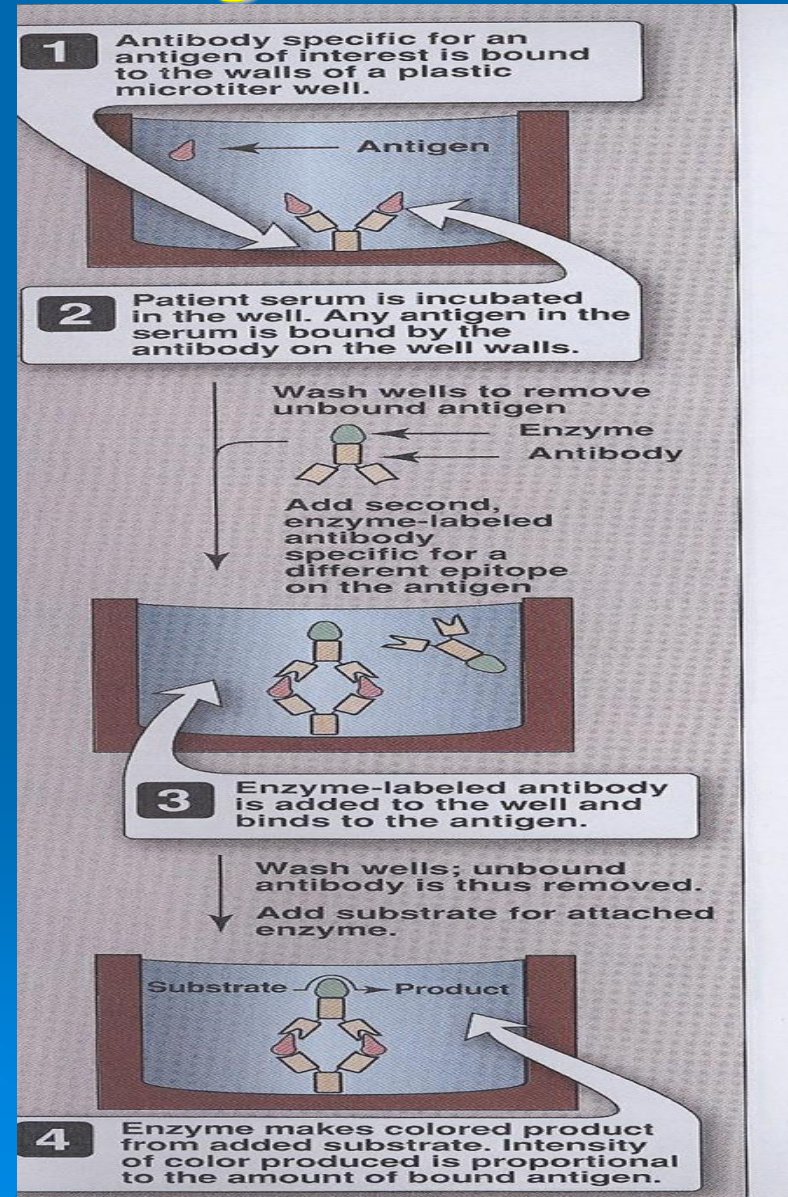 1
Antibody specific for an
antigen of interest is bound
to the walls of a plastic
microtiter well.
Antigen
2
Patient serum is incubated
in the well. Any antigen in the
serum is bound by the
antibody on the well walls.
Wash wells to remove
unbound antigen
Enzyme
Antibody
Add second,
enzyme-labeled
antibody
specific for a
different epitope
on the antigen
3
Enzyme-labeled antibody
is added to the well and
binds to the antigen.
Wash wells; unbound
antibody is thus removed.
Add substrate for attached
enzyme.
Substrate
Product
4
Enzyme makes colored product
from added substrate. Intensity
of color produced is proportional
to the amount of bound antigen.